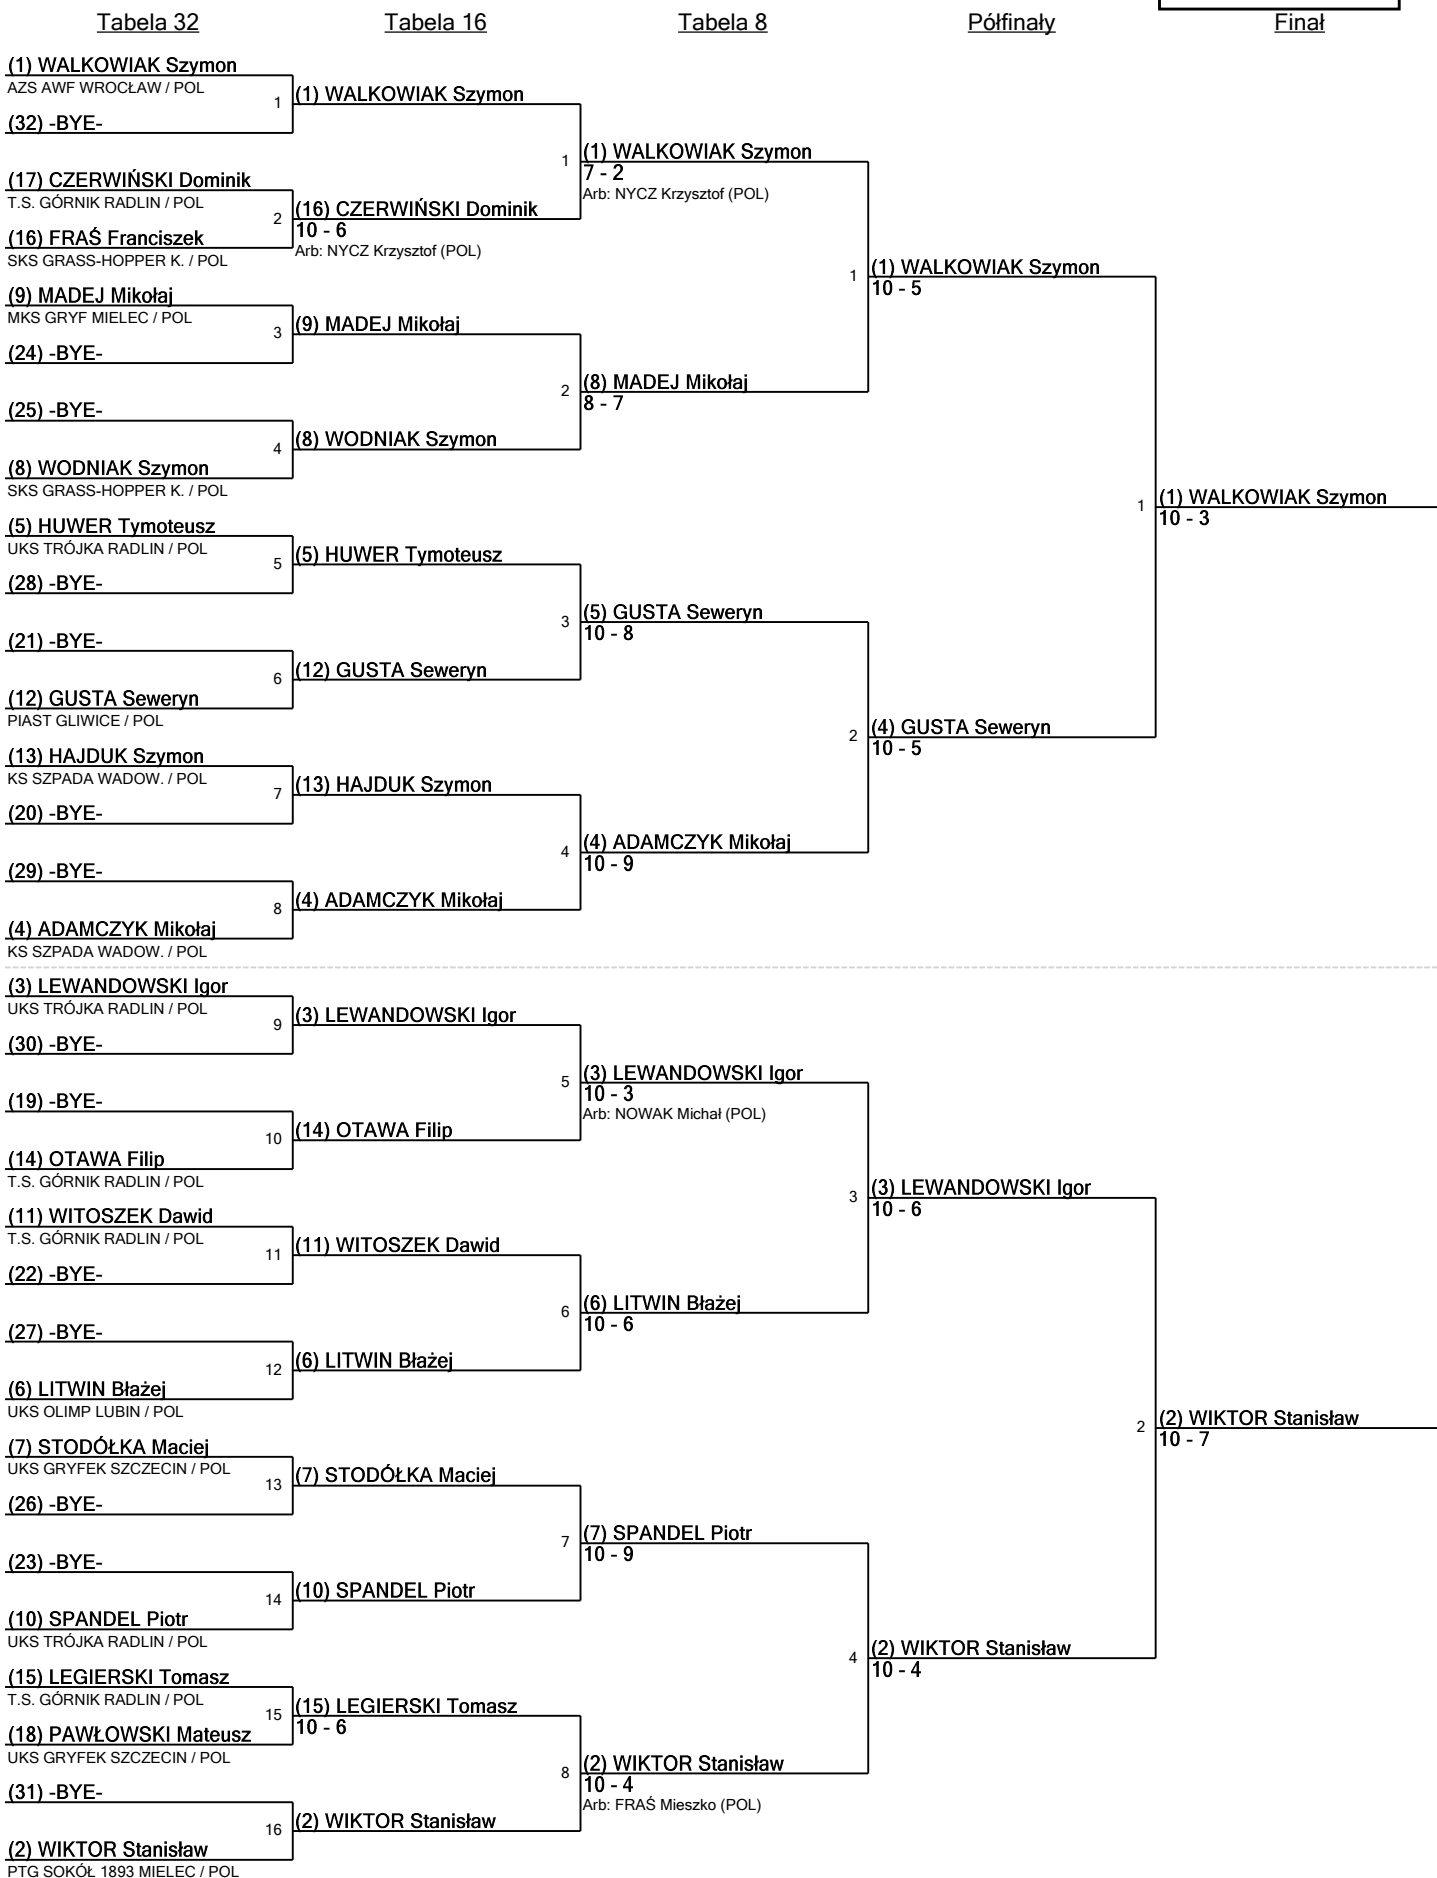 Tabela 32
Tabela 16
Tabela 8
Półfinały
Finał
(1) WALKOWIAK Szymon
AZS AWF WROCŁAW / POL
1
(32) -BYE-
(17) CZERWIŃSKI Dominik
T.S. GÓRNIK RADLIN / POL
2
(16) FRAŚ Franciszek
SKS GRASS-HOPPER K. / POL
(9) MADEJ Mikołaj
MKS GRYF MIELEC / POL
3
(24) -BYE-
(25) -BYE-
4
(8) WODNIAK Szymon
SKS GRASS-HOPPER K. / POL
(5) HUWER Tymoteusz
UKS TRÓJKA RADLIN / POL
5
(28) -BYE-
(21) -BYE-
6
(12) GUSTA Seweryn
PIAST GLIWICE / POL
(13) HAJDUK Szymon
KS SZPADA WADOW. / POL
7
(20) -BYE-
(29) -BYE-
8
(4) ADAMCZYK Mikołaj
KS SZPADA WADOW. / POL
(3) LEWANDOWSKI Igor
UKS TRÓJKA RADLIN / POL
9
(30) -BYE-
(19) -BYE-
10
(14) OTAWA Filip
T.S. GÓRNIK RADLIN / POL
(11) WITOSZEK Dawid
T.S. GÓRNIK RADLIN / POL
11
(22) -BYE-
(27) -BYE-
12
(6) LITWIN Błażej
UKS OLIMP LUBIN / POL
(7) STODÓŁKA Maciej
UKS GRYFEK SZCZECIN / POL
13
(26) -BYE-
(23) -BYE-
14
(10) SPANDEL Piotr
UKS TRÓJKA RADLIN / POL
(15) LEGIERSKI Tomasz
T.S. GÓRNIK RADLIN / POL
15
(18) PAWŁOWSKI Mateusz
UKS GRYFEK SZCZECIN / POL
(31) -BYE-
16
(2) WIKTOR Stanisław
PTG SOKÓŁ 1893 MIELEC / POL
(1) WALKOWIAK Szymon
1
(16) CZERWIŃSKI Dominik
10 - 6
Arb: NYCZ Krzysztof (POL)
(9) MADEJ Mikołaj
2
(8) WODNIAK Szymon
(5) HUWER Tymoteusz
3
(12) GUSTA Seweryn
(13) HAJDUK Szymon
4
(4) ADAMCZYK Mikołaj
(3) LEWANDOWSKI Igor
5
(14) OTAWA Filip
(11) WITOSZEK Dawid
6
(6) LITWIN Błażej
(7) STODÓŁKA Maciej
7
(10) SPANDEL Piotr
(15) LEGIERSKI Tomasz
10 - 6
8
(2) WIKTOR Stanisław
(1) WALKOWIAK Szymon
7 - 2
Arb: NYCZ Krzysztof (POL)
1
(8) MADEJ Mikołaj
8 - 7
(5) GUSTA Seweryn
10 - 8
2
(4) ADAMCZYK Mikołaj
10 - 9
(3) LEWANDOWSKI Igor
10 - 3
Arb: NOWAK Michał (POL)
3
(6) LITWIN Błażej
10 - 6
(7) SPANDEL Piotr
10 - 9
4
(2) WIKTOR Stanisław
10 - 4
Arb: FRAŚ Mieszko (POL)
(1) WALKOWIAK Szymon
10 - 5
1
(4) GUSTA Seweryn
10 - 5
(3) LEWANDOWSKI Igor
10 - 6
2
(2) WIKTOR Stanisław
10 - 4
(1) WALKOWIAK Szymon
10 - 3
(2) WIKTOR Stanisław
10 - 7